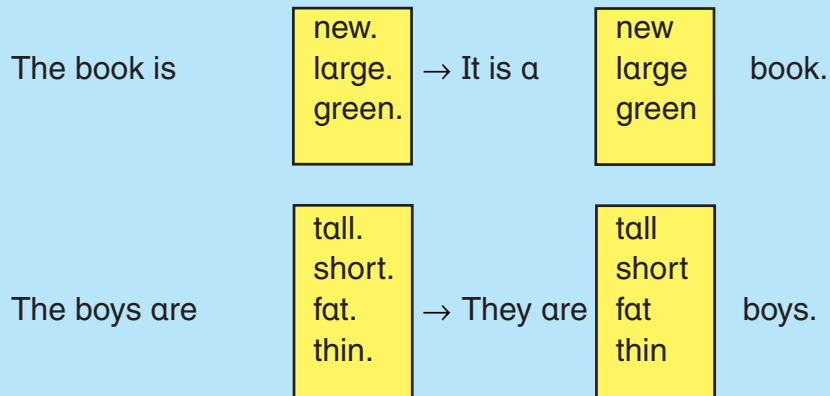 new. new
The book is large. → It is a large book.
green. green
tall. tall
short. short
The boys are fat. → They are fat boys.
thin. thin